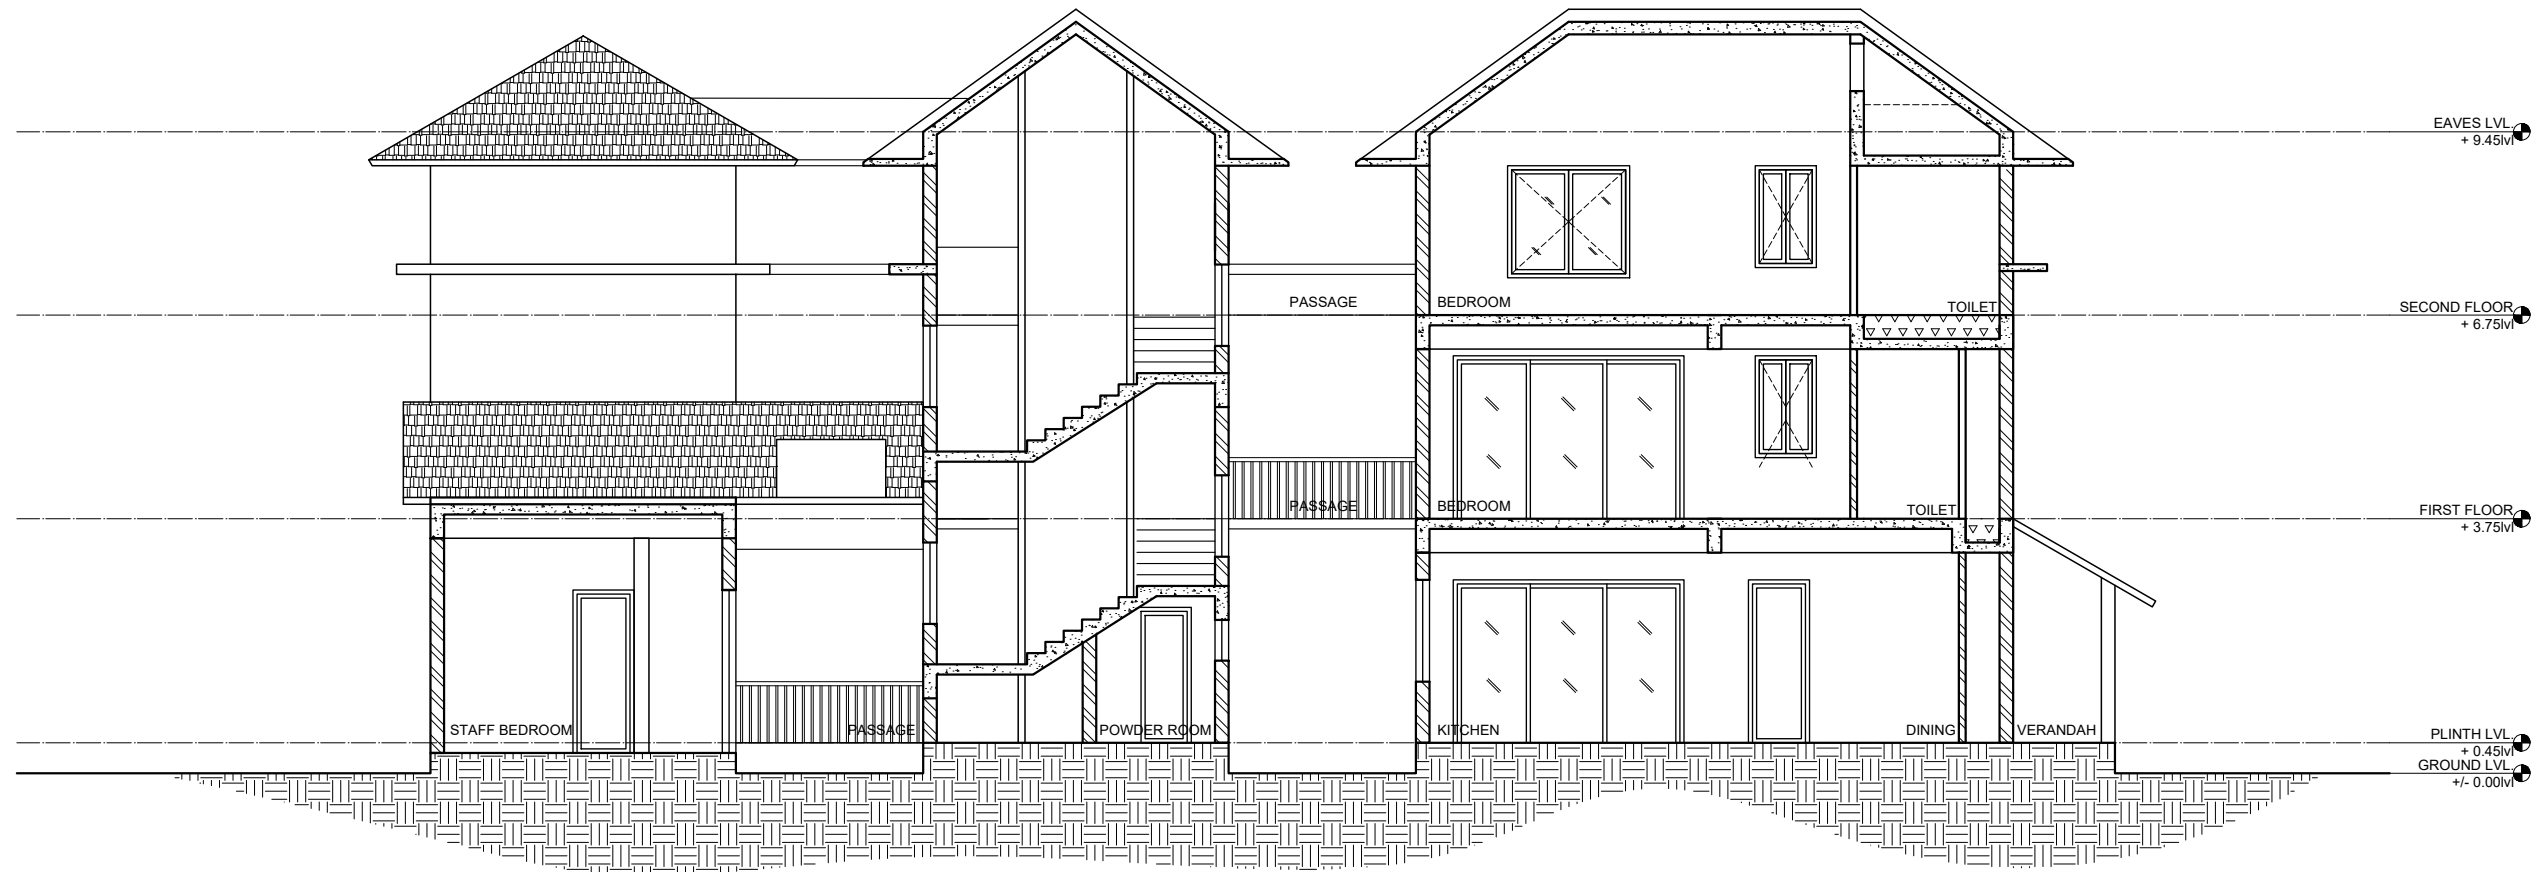 EAVES LVL.
+ 9.45lvl
PASSAGE
BEDROOM
TOILET
SECOND FLOOR
+ 6.75lvl
PASSAGE
BEDROOM
TOILET
FIRST FLOOR
+ 3.75lvl
STAFF BEDROOM
PASSAGE
POWDER ROOM
KITCHEN
DINING
VERANDAH
PLINTH LVL.
+ 0.45lvl
GROUND LVL.
+/- 0.00lvl